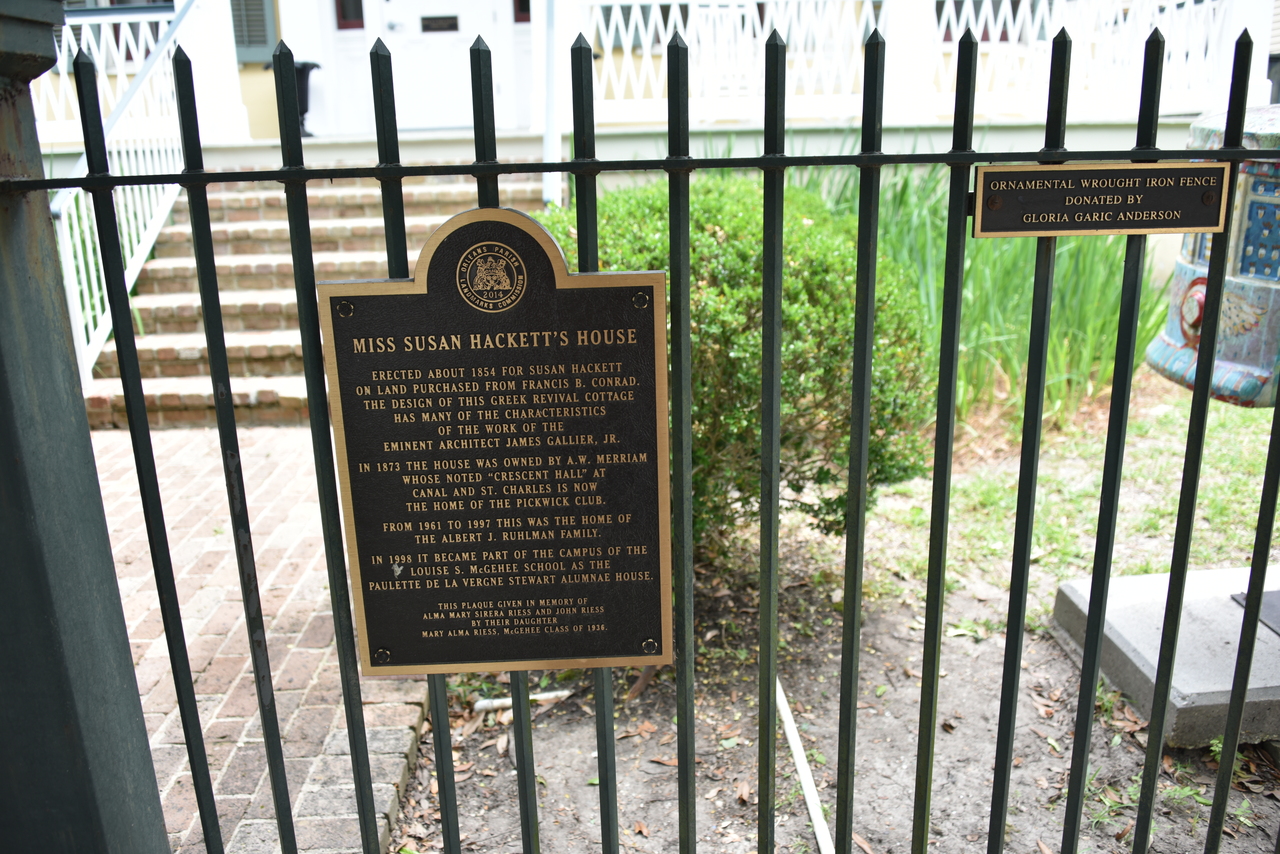 ORLEANS PARISH
LANDMARKS COMMISSION
2014
MISS SUSAN HACKETT'S HOUSE
ERECTED ABOUT 1854 FOR SUSAN HACKETT
ON LAND PURCHASED FROM FRANCIS B. CONRAD.
THE DESIGN OF THIS GREEK REVIVAL COTTAGE
HAS MANY OF THE CHARACTERISTICS
OF THE WORK OF THE
EMINENT ARCHITECT JAMES GALLIER, JR.
IN 1873 THE HOUSE WAS OWNED BY A.W. MERRIAM
WHOSE NOTED "CRESCENT HALL" AT
CANAL AND ST. CHARLES IS NOW
THE HOME OF THE PICKWICK CLUB.
FROM 1961 TO 1997 THIS WAS THE HOME OF
THE ALBERT J. RUHLMAN FAMILY.
IN 1998 IT BECAME PART OF THE CAMPUS OF THE
LOUISE S. McGEHEE SCHOOL AS THE
PAULETTE DE LA VERGNE STEWART ALUMNAE HOUSE.
THIS PLAQUE GIVEN IN MEMORY OF
ALMA MARY SIRERA RIESS AND JOHN RIESS
BY THEIR DAUGHTER
MARY ALMA RIESS, McGEHEE CLASS OF 1936.
ORNAMENTAL WROUGHT IRON FENCE
DONATED BY
GLORIA GARIC ANDERSON